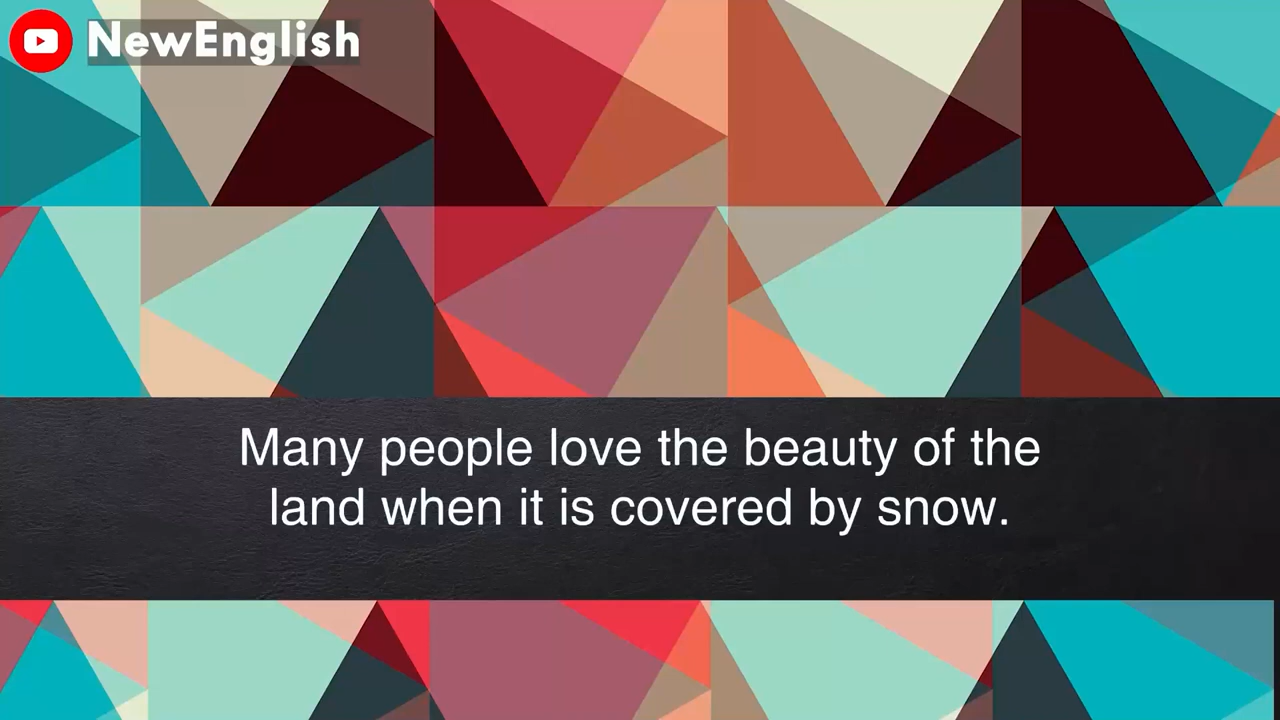 NewEnglish
Many people love the beauty of the
land when it is covered by snow.